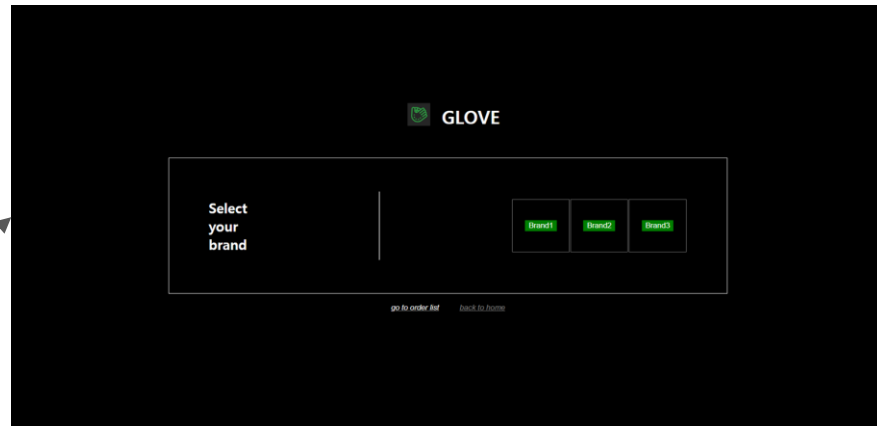 GLOVE
Select
your
brand
Brand1 Brand2 Brand3
go to order list back to home